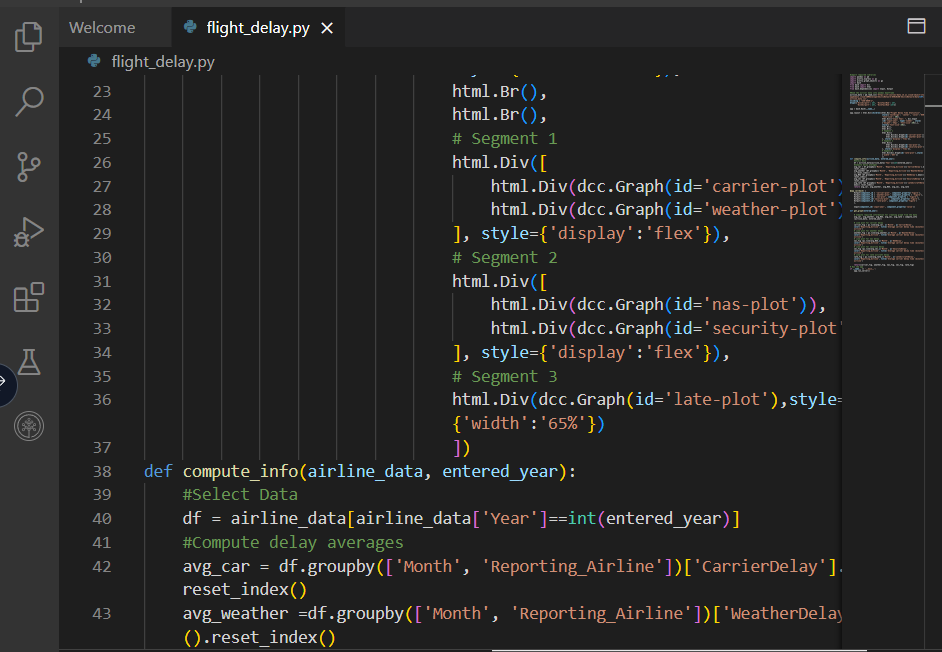 Welcome
flight_delay.py
flight_delay.py
23 html.Br(),
24 html.Br(),
25 # Segment 1
26 html.Div([
27 html.Div(dcc.Graph(id='carrier-plot')
28 html.Div(dcc.Graph(id='weather-plot')
29 ], style={'display':'flex'}),
30 # Segment 2
31 html.Div([
32 html.Div(dcc.Graph(id='nas-plot')),
33 html.Div(dcc.Graph(id='security-plot'
34 ], style={'display':'flex'}),
35 # Segment 3
36 html.Div(dcc.Graph(id='late-plot'),style=
{'width':'65%'})
37 ])
38 def compute_info(airline_data, entered_year):
39 #Select Data
40 df = airline_data[airline_data['Year']==int(entered_year)]
41 #Compute delay averages
42 avg_car = df.groupby(['Month', 'Reporting_Airline'])['CarrierDelay'].
reset_index()
43 avg_weather =df.groupby(['Month', 'Reporting_Airline'])['WeatherDelay
().reset_index()